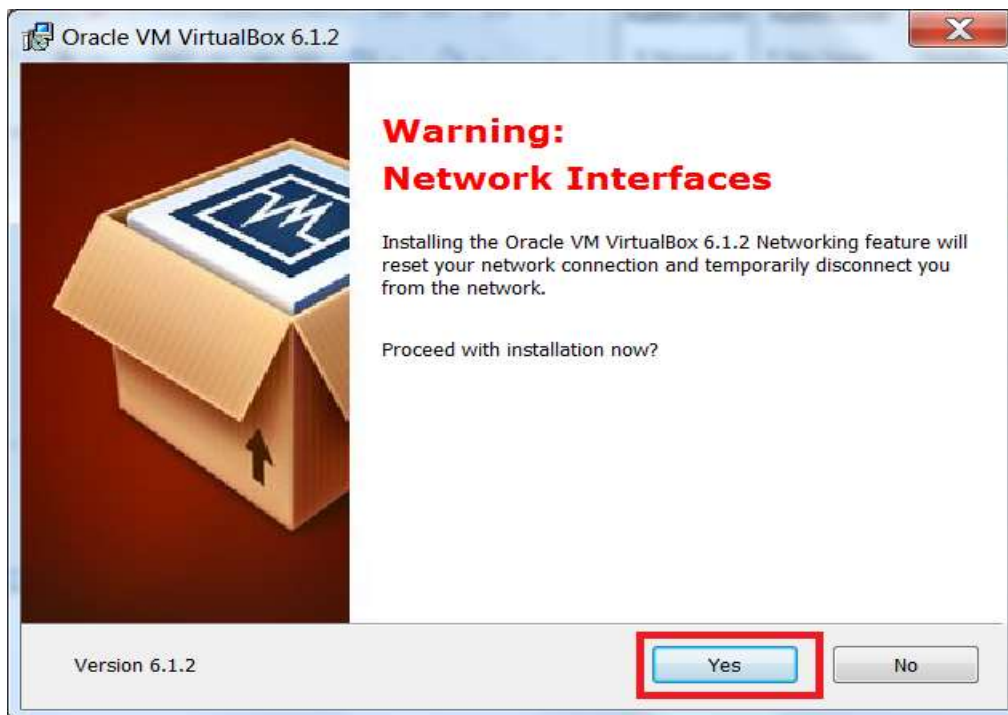 Oracle VM VirtualBox 6.1.2
Warning:
Network Interfaces
Installing the Oracle VM VirtualBox 6.1.2 Networking feature will
reset your network connection and temporarily disconnect you
from the network.
Proceed with installation now?
Version 6.1.2
Yes
No